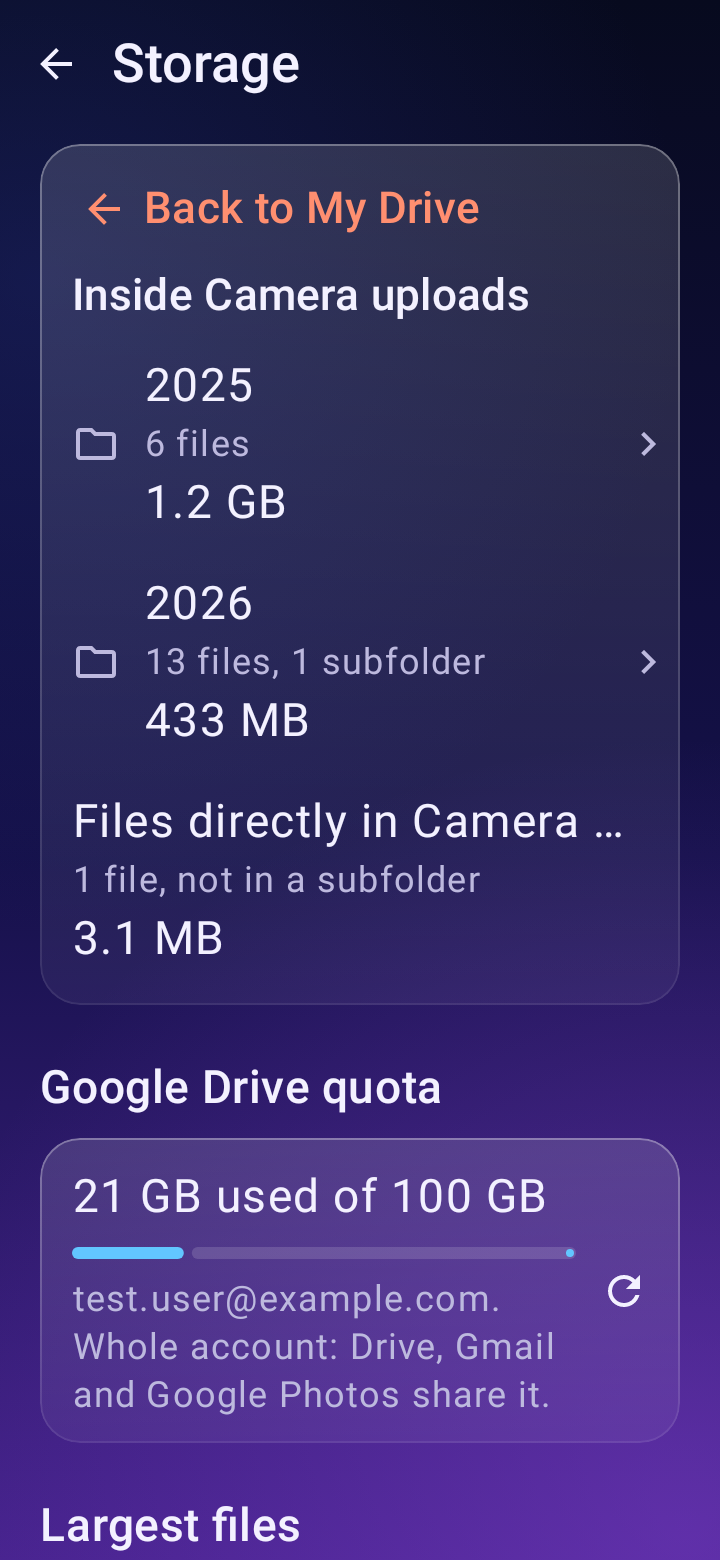 Storage
Back to My Drive
Inside Camera uploads
2025
6 files
1.2 GB
2026
13 files, 1 subfolder
433 MB
Files directly in Camera …
1 file, not in a subfolder
3.1 MB
Google Drive quota
21 GB used of 100 GB
test.user@example.com.
Whole account: Drive, Gmail
and Google Photos share it.
Largest files